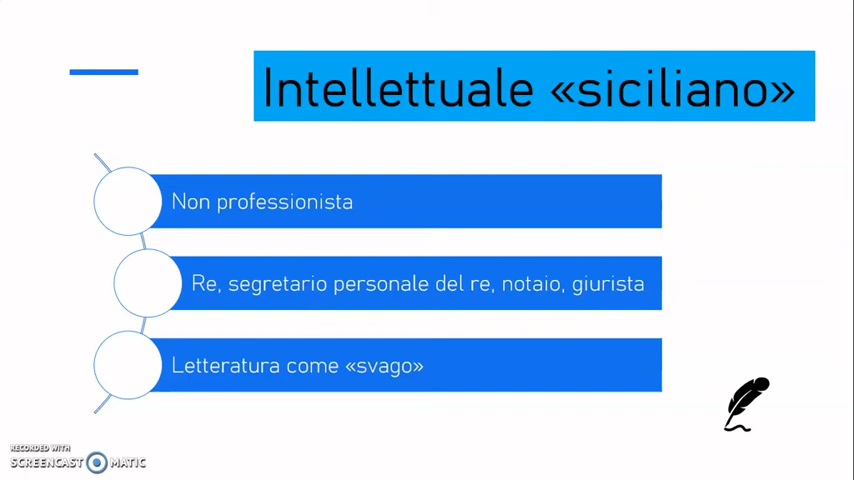 Intellettuale «siciliano»
Non professionista
Re, segretario personale del re, notaio, giurista
Letteratura come «svago»
RECORDED WITH
SCREENCAST MATIC